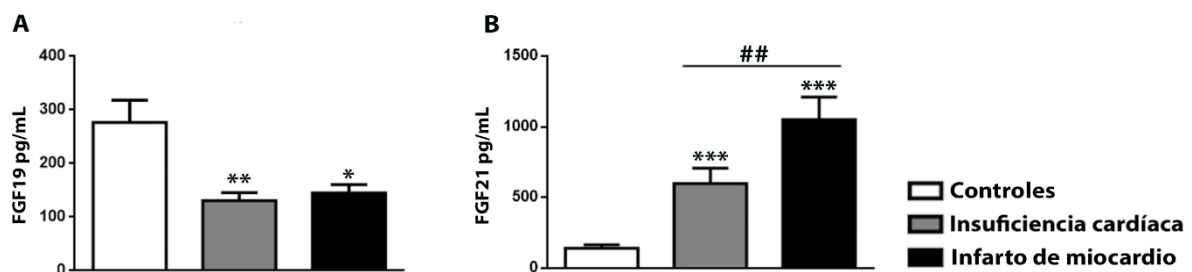 A
FGF19 pg/mL
400
300
200
100
0
**
*
B
FGF21 pg/mL
1500
1000
500
0
##
***
***
Controles
Insuficiencia cardíaca
Infarto de miocardio